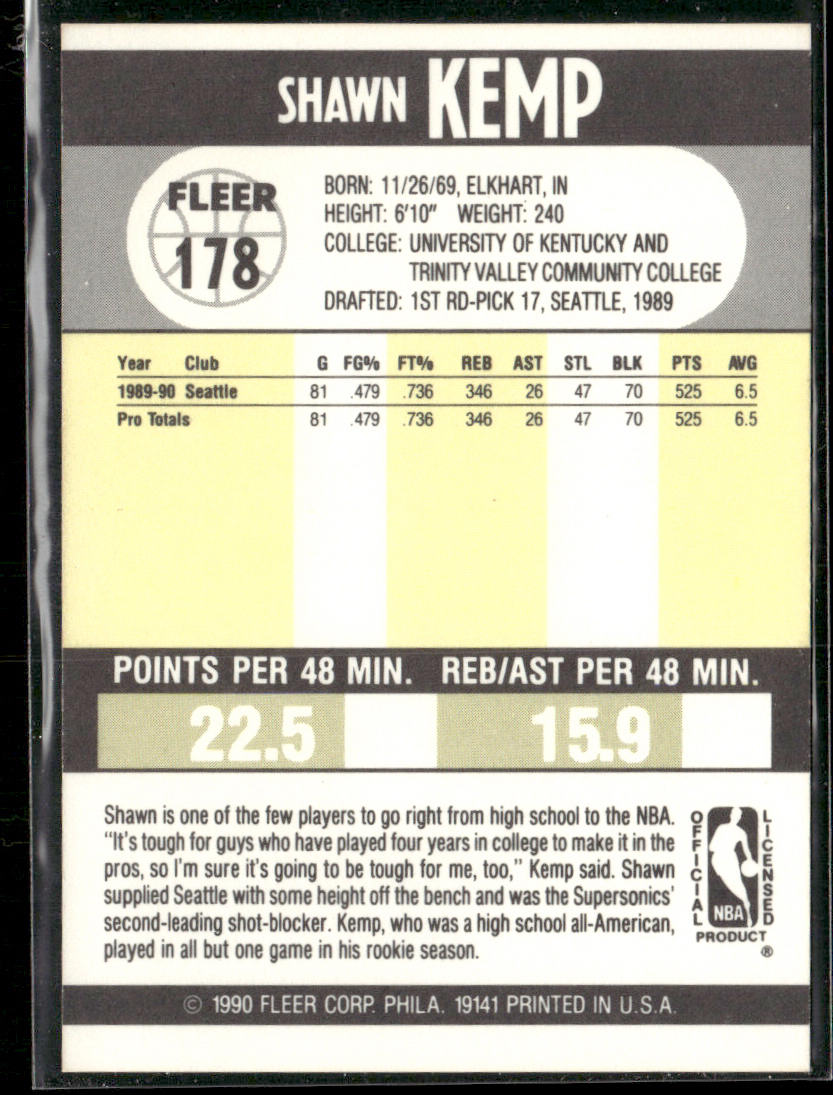 SHAWN KEMP
FLEER
178
BORN: 11/26/69, ELKHART, IN
HEIGHT: 6'10" WEIGHT: 240
COLLEGE: UNIVERSITY OF KENTUCKY AND
TRINITY VALLEY COMMUNITY COLLEGE
DRAFTED: 1ST RD-PICK 17, SEATTLE, 1989
Year Club G FG% FT% REB AST STL BLK PTS AVG
1989-90 Seattle 81 .479 .736 346 26 47 70 525 6.5
Pro Totals 81 .479 .736 346 26 47 70 525 6.5
POINTS PER 48 MIN. REB/AST PER 48 MIN.
22.5 15.9
Shawn is one of the few players to go right from high school to the NBA.
"It's tough for guys who have played four years in college to make it in the
pros, so I'm sure it's going to be tough for me, too," Kemp said. Shawn
supplied Seattle with some height off the bench and was the Supersonics'
second-leading shot-blocker. Kemp, who was a high school all-American,
played in all but one game in his rookie season.
OFFICIAL
LICENSED
NBA
PRODUCT
®
© 1990 FLEER CORP. PHILA. 19141 PRINTED IN U.S.A.